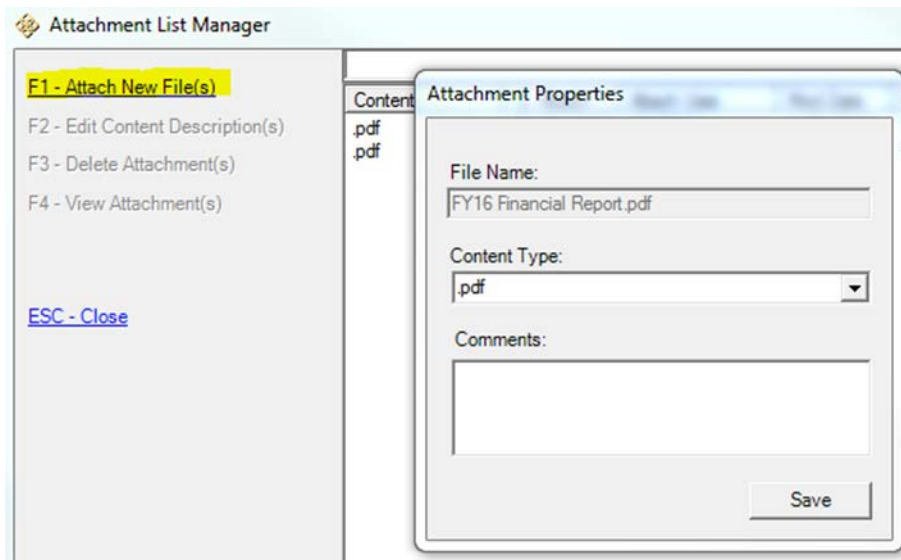 Attachment List Manager
F1 - Attach New File(s)
F2 - Edit Content Description(s)
F3 - Delete Attachment(s)
F4 - View Attachment(s)
ESC - Close
Content
.pdf
.pdf
Attachment Properties
File Name:
FY16 Financial Report.pdf
Content Type:
.pdf
Comments:
Save